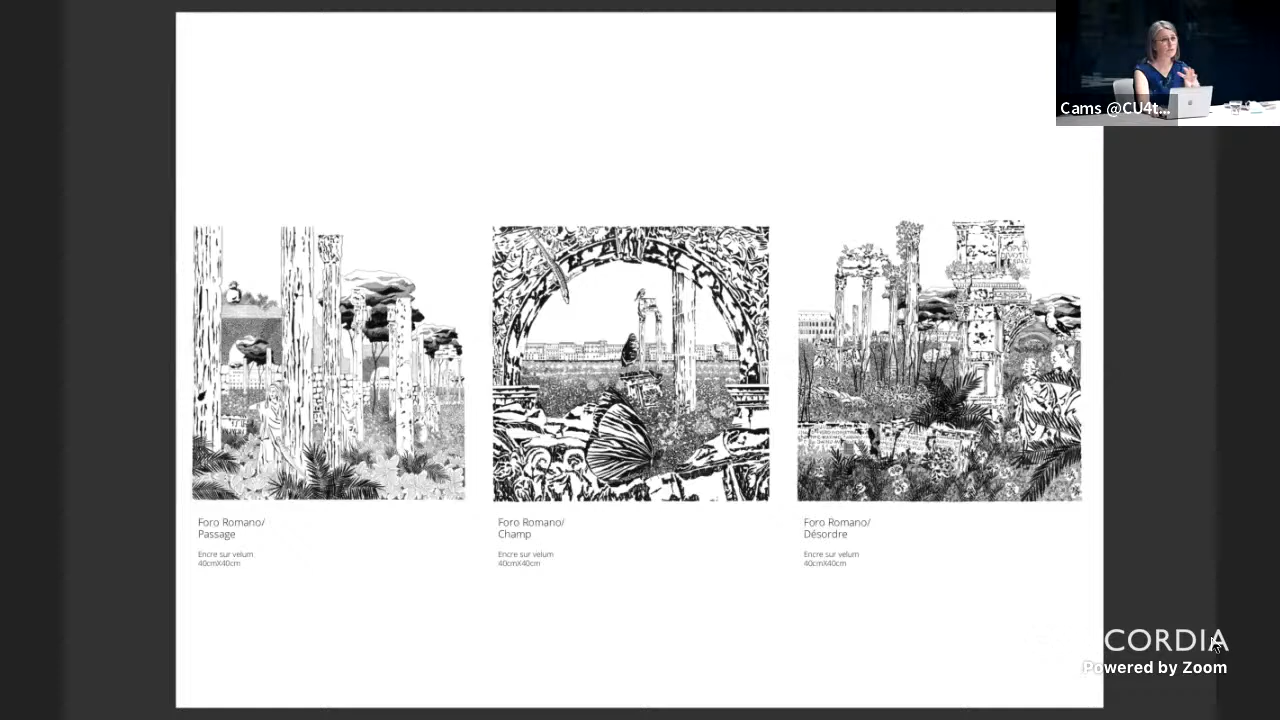 Cams @CU4t...
Foro Romano/
Passage
Encre sur velum
40cmX40cm
Foro Romano/
Champ
Encre sur velum
40cmX40cm
Foro Romano/
Désordre
Encre sur velum
40cmX40cm
CORDIA
Powered by Zoom